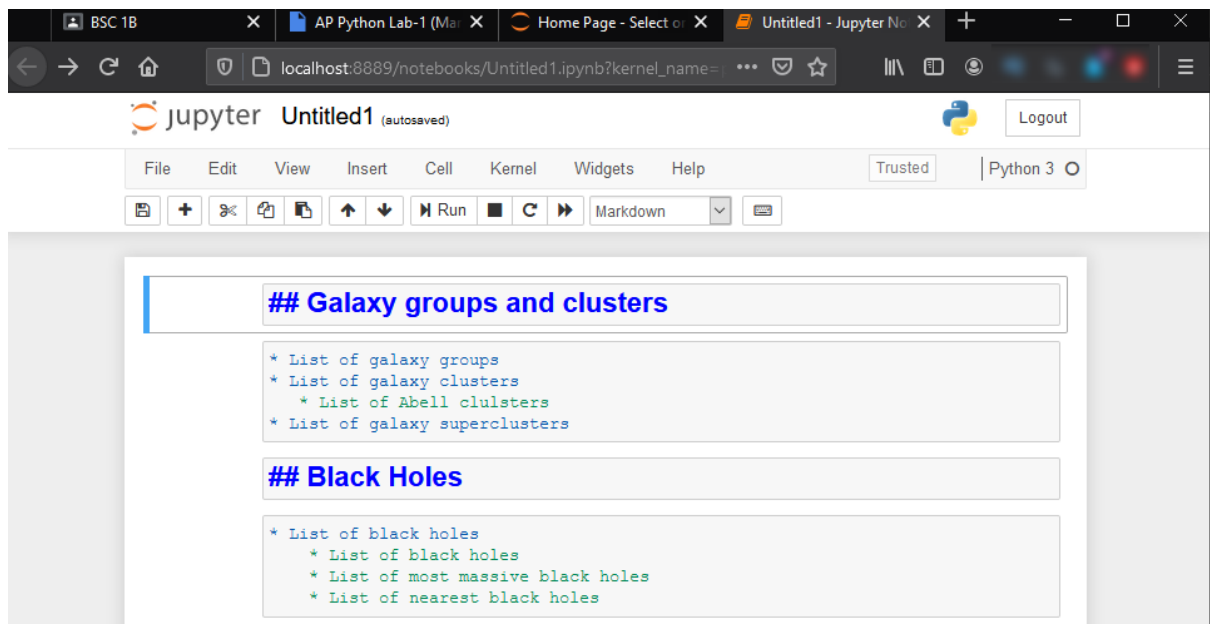 BSC 1B
AP Python Lab-1 (Mar
Home Page - Select or
Untitled1 - Jupyter No
localhost:8889/notebooks/Untitled1.ipynb?kernel_name=
jupyter Untitled1 (autosaved)
Logout
File Edit View Insert Cell Kernel Widgets Help
Trusted
Python 3
Run
Markdown
## Galaxy groups and clusters
* List of galaxy groups
* List of galaxy clusters
* List of Abell clulsters
* List of galaxy superclusters
## Black Holes
* List of black holes
* List of black holes
* List of most massive black holes
* List of nearest black holes